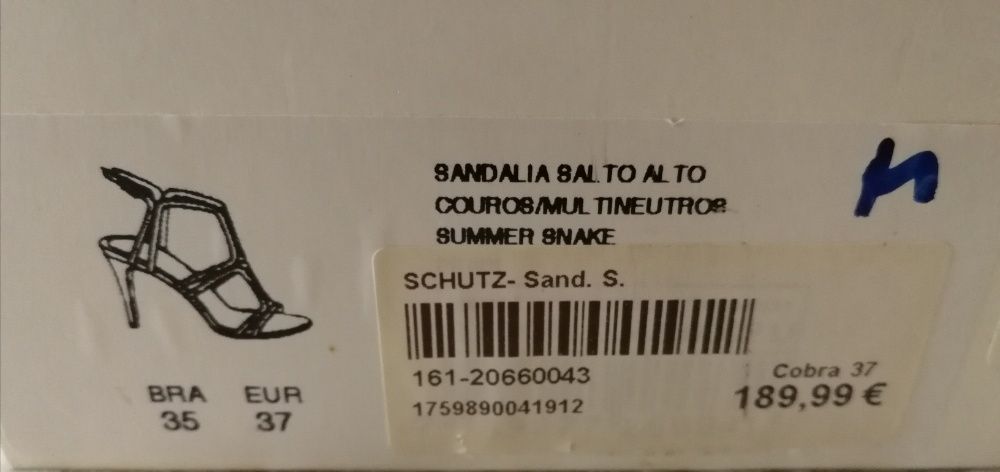 SANDALIA SALTO ALTO
COUROS/MULTINEUTROS
SUMMER SNAKE
SCHUTZ- Sand. S.
161-20660043
Cobra 37
1759890041912
189,99 €
BRA EUR
35 37